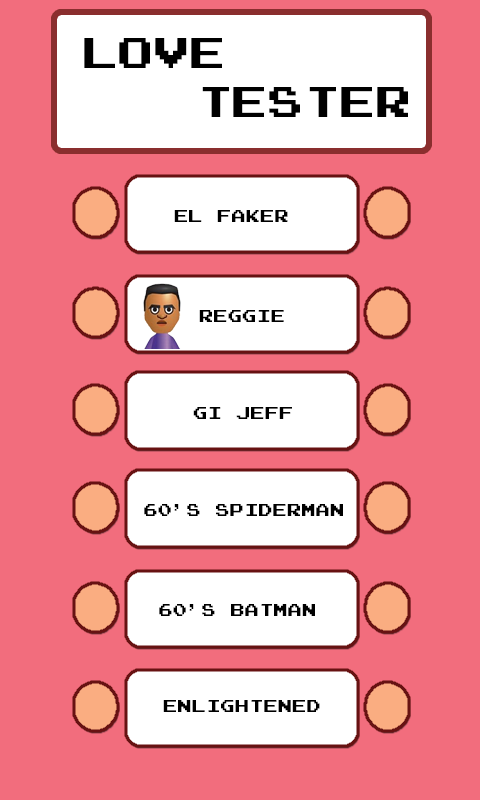 LOVE
TESTER
EL FAKER
REGGIE
GI JEFF
60'S SPIDERMAN
60'S BATMAN
ENLIGHTENED